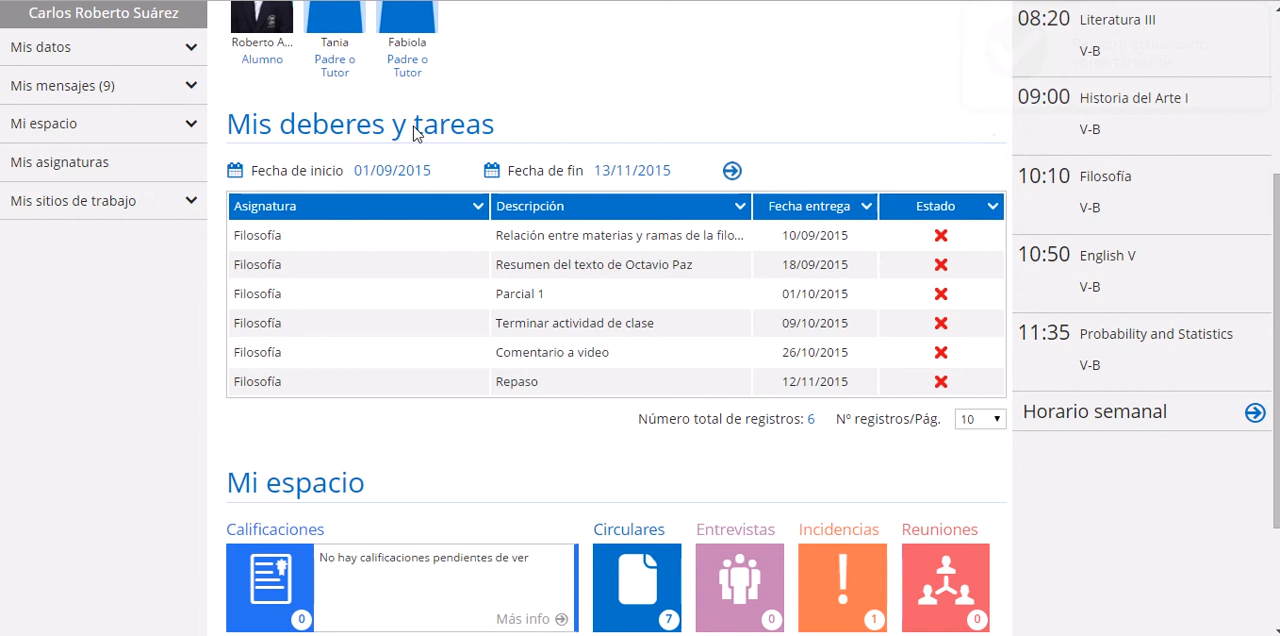 Carlos Roberto Suárez
Mis datos
Mis mensajes (9)
Mi espacio
Mis asignaturas
Mis sitios de trabajo
Roberto A... Tania Fabiola
Alumno Padre o Tutor Padre o Tutor
Mis deberes y tareas
Fecha de inicio 01/09/2015 Fecha de fin 13/11/2015
Asignatura Descripción Fecha entrega Estado
Filosofía Relación entre materias y ramas de la filo... 10/09/2015
Filosofía Resumen del texto de Octavio Paz 18/09/2015
Filosofía Parcial 1 01/10/2015
Filosofía Terminar actividad de clase 09/10/2015
Filosofía Comentario a video 26/10/2015
Filosofía Repaso 12/11/2015
Número total de registros: 6 Nº registros/Pág. 10
Mi espacio
Calificaciones Circulares Entrevistas Incidencias Reuniones
No hay calificaciones pendientes de ver
Más info
0 7 0 1 0
08:20 Literatura III
V-B
09:00 Historia del Arte I
V-B
10:10 Filosofía
V-B
10:50 English V
V-B
11:35 Probability and Statistics
V-B
Horario semanal